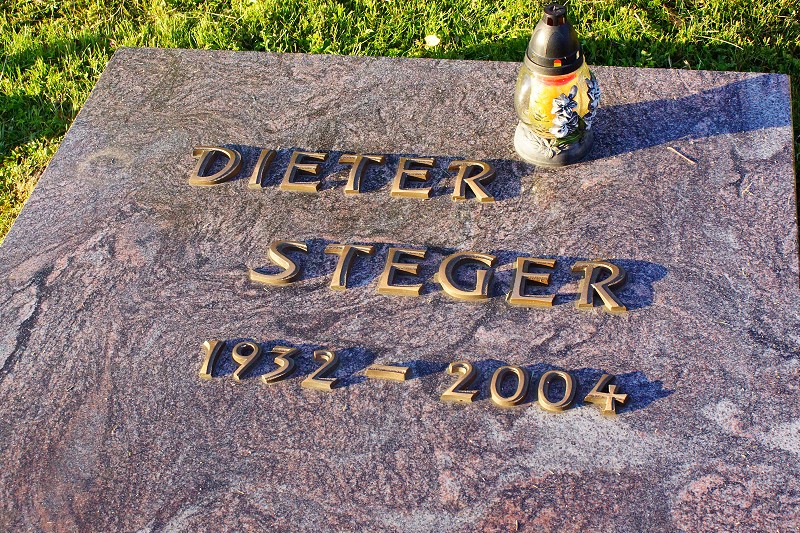 DIETER
STEGER
1932 – 2004